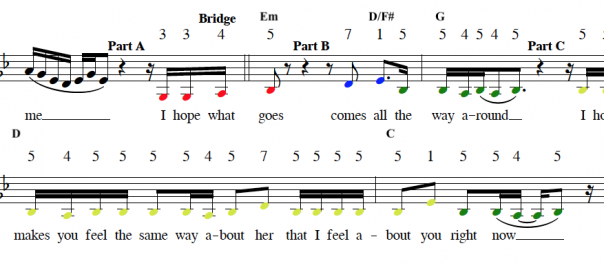 Bridge Em D/F# G
3 3 4 5 7 1 5 5 4 5 4 5 5 5
Part A Part B Part C
me I hope what goes comes all the way a-round I ho
D C
5 4 5 5 5 5 4 5 7 5 5 5 5 5 1 5 5 4 5
makes you feel the same way a-bout her that I feel a - bout you right now